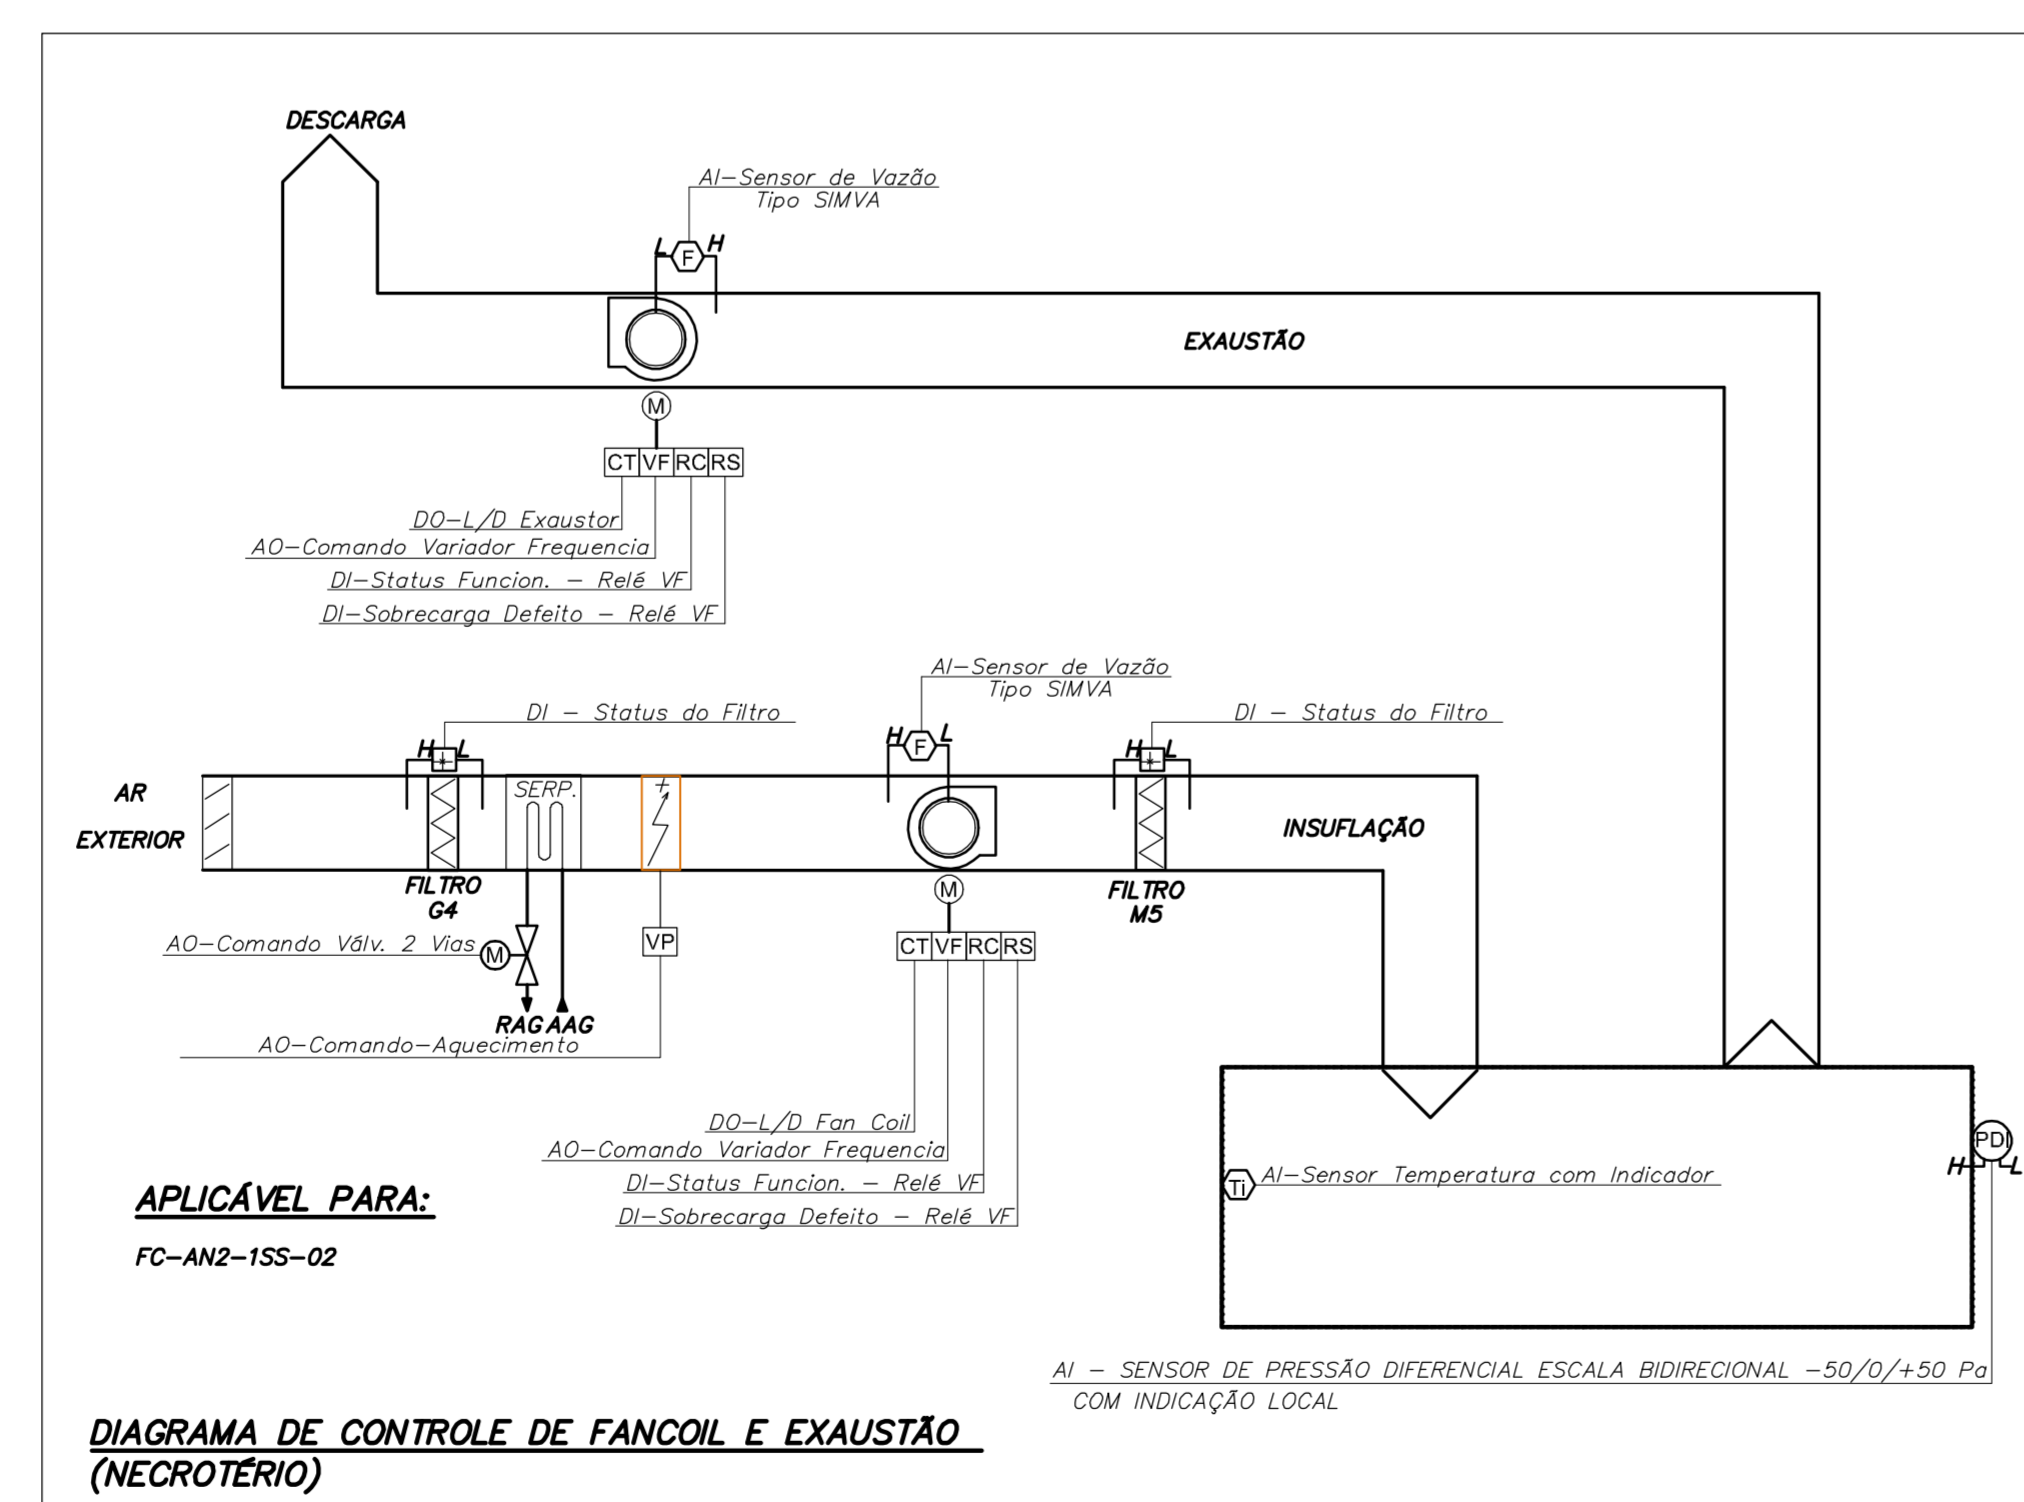 DESCARGA
AI-Sensor de Vazão
Tipo SIMVA
L
F
H
EXAUSTÃO
M
CT VF RC RS
DO-L/D Exaustor
AO-Comando Variador Frequencia
DI-Status Funcion. - Relé VF
DI-Sobrecarga Defeito - Relé VF
AI-Sensor de Vazão
Tipo SIMVA
DI - Status do Filtro
DI - Status do Filtro
H L
H F L
H L
AR
EXTERIOR
SERP.
+
INSUFLAÇÃO
FILTRO
G4
M
FILTRO
M5
AO-Comando Válv. 2 Vias
M
VP
CT VF RC RS
RAG AAG
AO-Comando-Aquecimento
DO-L/D Fan Coil
AO-Comando Variador Frequencia
DI-Status Funcion. - Relé VF
DI-Sobrecarga Defeito - Relé VF
PDI
H L
Ti
AI-Sensor Temperatura com Indicador
APLICÁVEL PARA:
FC-AN2-1SS-02
AI - SENSOR DE PRESSÃO DIFERENCIAL ESCALA BIDIRECIONAL -50/0/+50 Pa
COM INDICAÇÃO LOCAL
DIAGRAMA DE CONTROLE DE FANCOIL E EXAUSTÃO
(NECROTÉRIO)